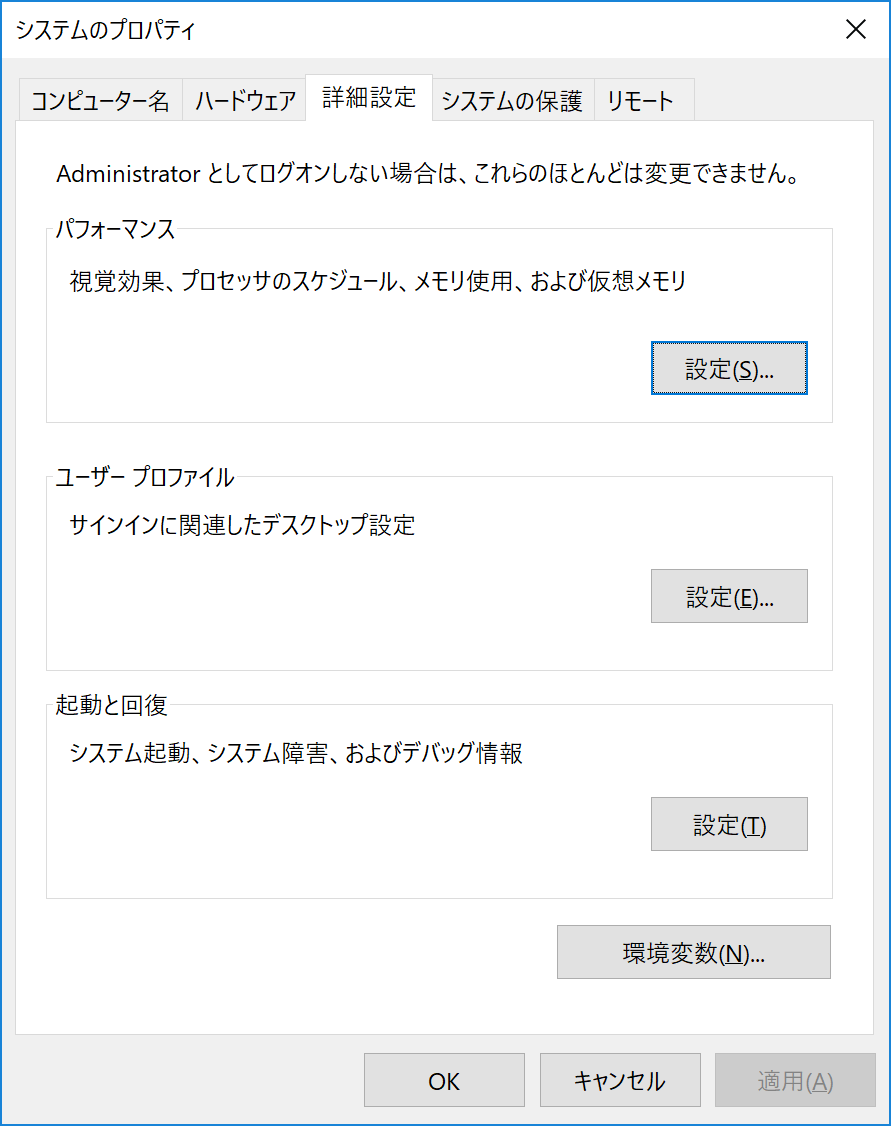 システムのプロパティ
コンピューター名 ハードウェア 詳細設定 システムの保護 リモート
Administrator としてログオンしない場合は、これらのほとんどは変更できません。
パフォーマンス
視覚効果、プロセッサのスケジュール、メモリ使用、および仮想メモリ
設定(S)...
ユーザー プロファイル
サインインに関連したデスクトップ設定
設定(E)...
起動と回復
システム起動、システム障害、およびデバッグ情報
設定(T)
環境変数(N)...
OK キャンセル 適用(A)